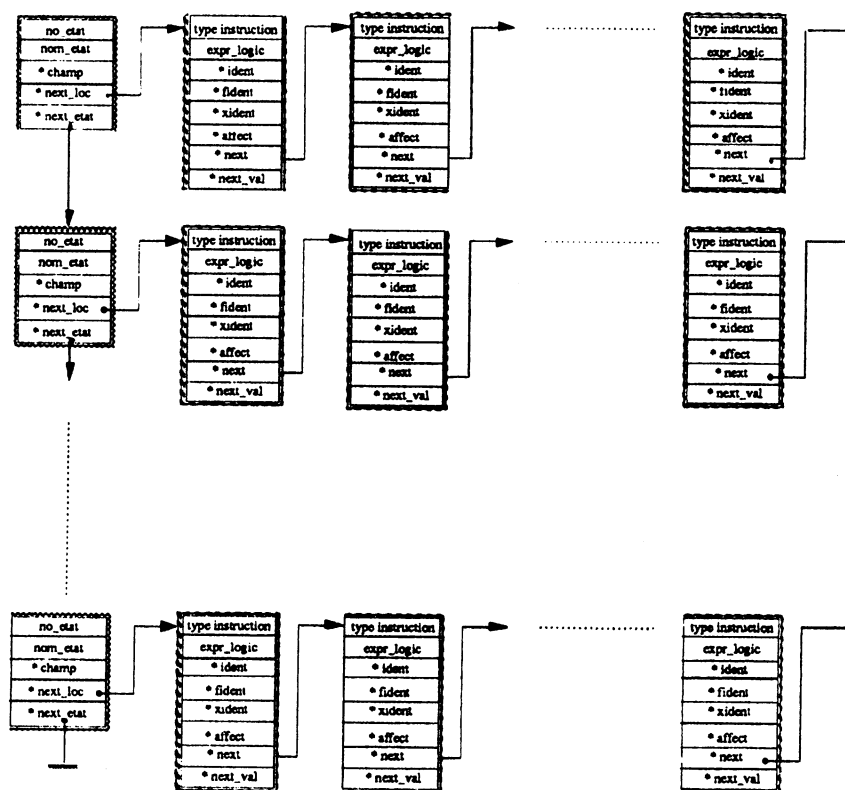 no_etat
nom_etat
* champ
* next_loc
* next_etat
type instruction
expr_logic
* ident
* fident
* xident
* affect
* next
* next_val
type instruction
expr_logic
* ident
* fident
* xident
* affect
* next
* next_val
type instruction
expr_logic
* ident
* fident
* xident
* affect
* next
* next_val
no_etat
nom_etat
* champ
* next_loc
* next_etat
type instruction
expr_logic
* ident
* fident
* xident
* affect
* next
* next_val
type instruction
expr_logic
* ident
* fident
* xident
* affect
* next
* next_val
type instruction
expr_logic
* ident
* fident
* xident
* affect
* next
* next_val
no_etat
nom_etat
* champ
* next_loc
* next_etat
type instruction
expr_logic
* ident
* fident
* xident
* affect
* next
* next_val
type instruction
expr_logic
* ident
* fident
* xident
* affect
* next
* next_val
type instruction
expr_logic
* ident
* fident
* xident
* affect
* next
* next_val